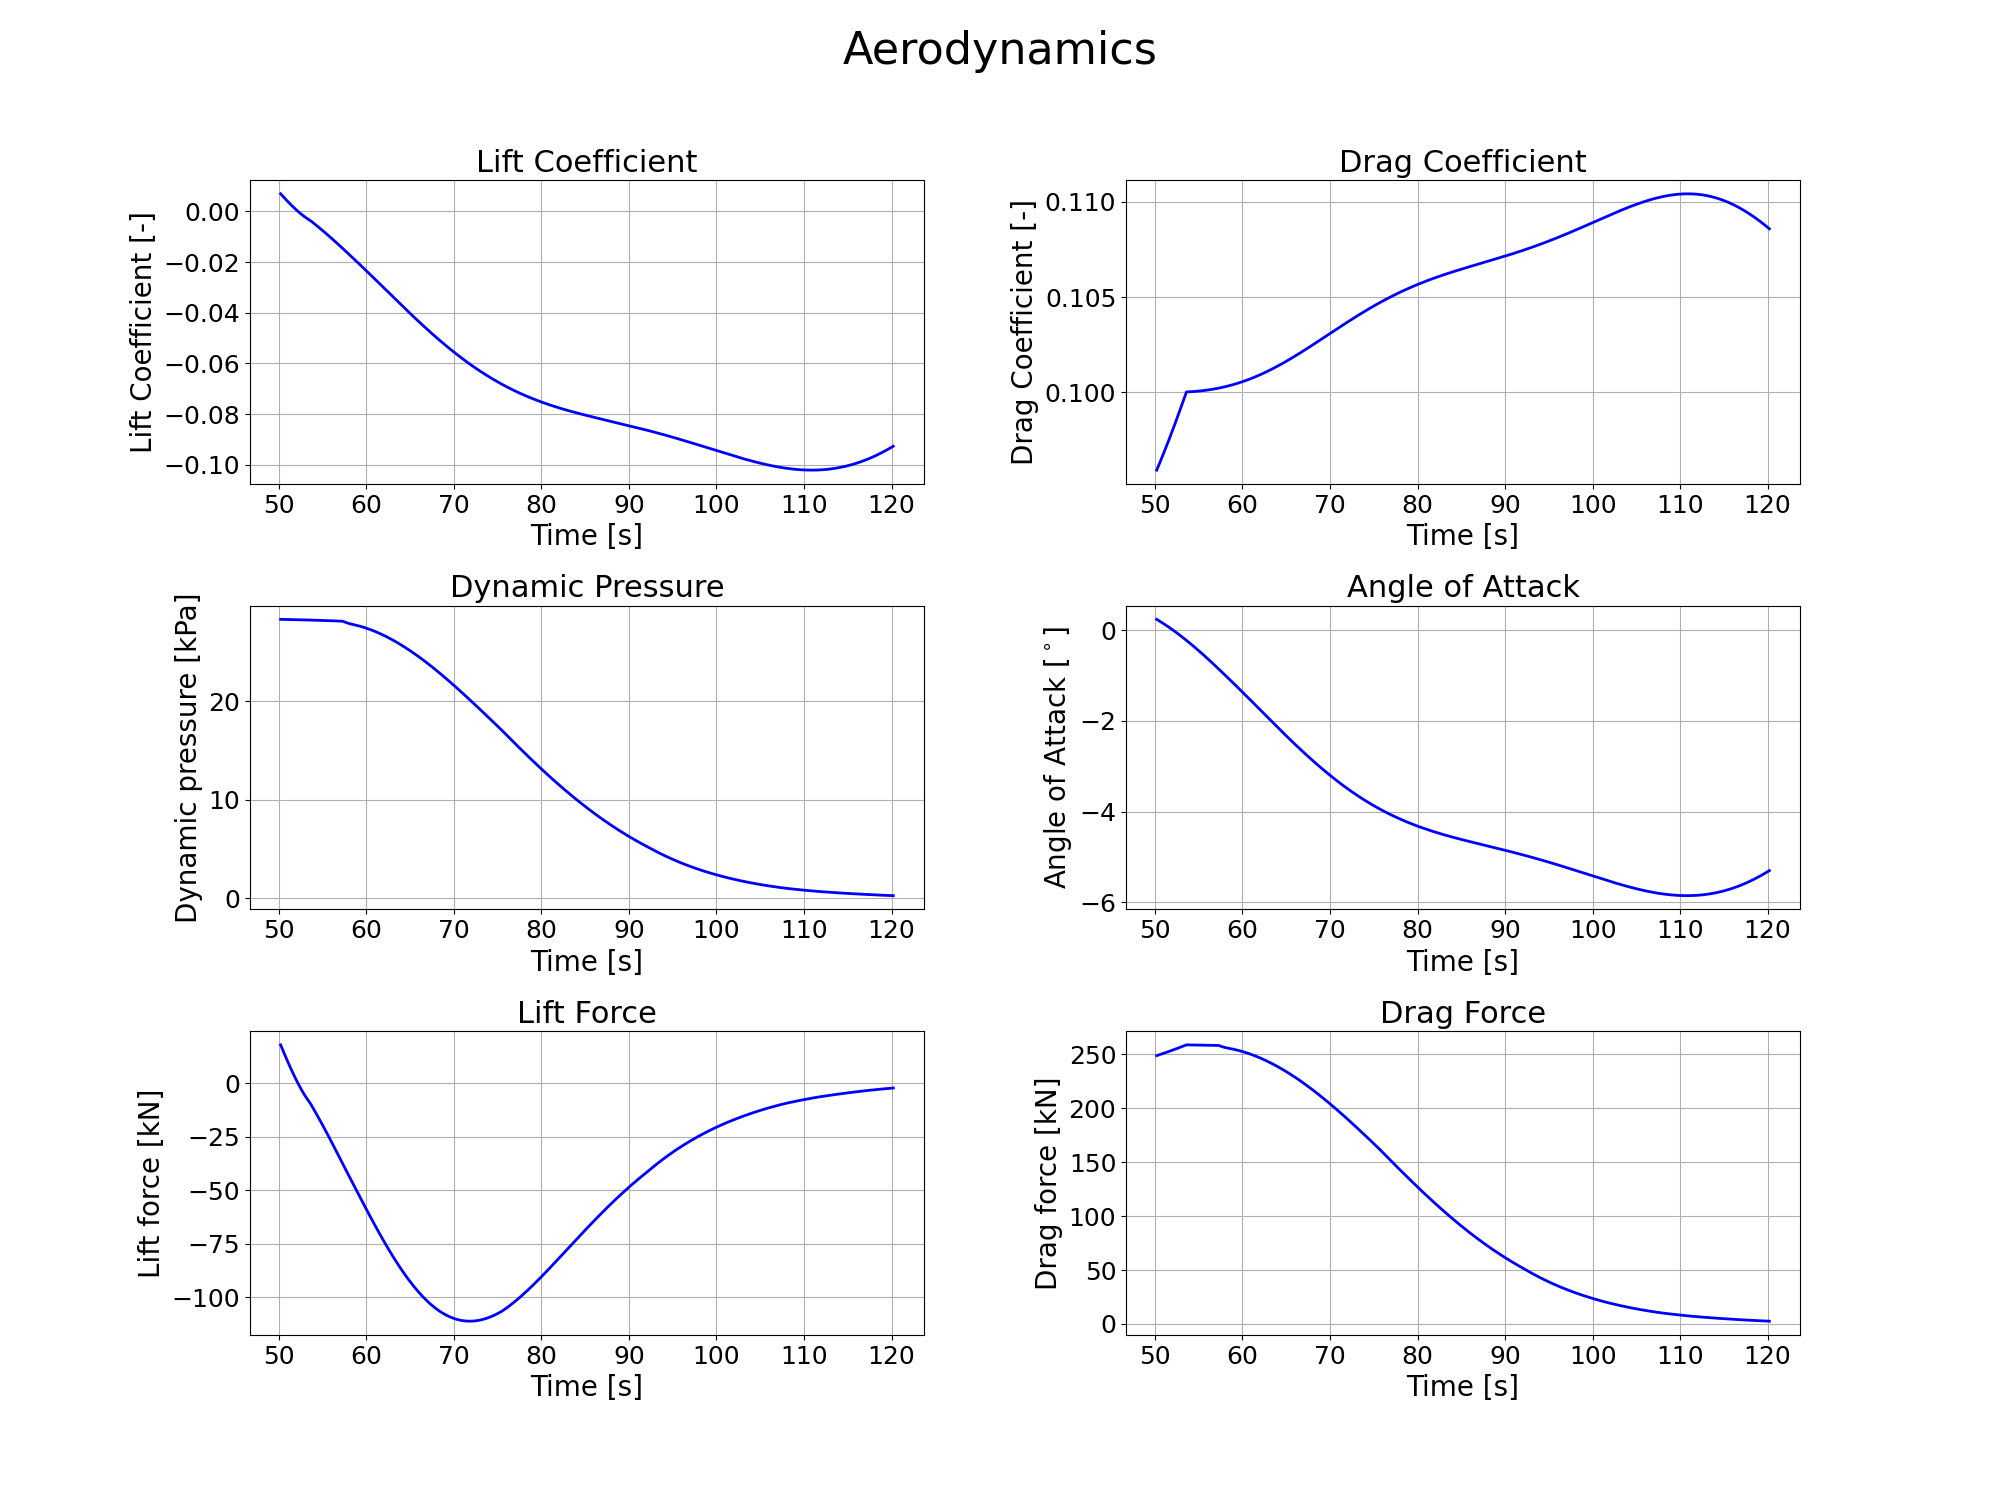 Aerodynamics
Lift Coefficient
Lift Coefficient [-]
0.00
−0.02
−0.04
−0.06
−0.08
−0.10
50 60 70 80 90 100 110 120
Time [s]
Drag Coefficient
Drag Coefficient [-]
0.110
0.105
0.100
50 60 70 80 90 100 110 120
Time [s]
Dynamic Pressure
Dynamic pressure [kPa]
20
10
0
50 60 70 80 90 100 110 120
Time [s]
Angle of Attack
Angle of Attack [°]
0
−2
−4
−6
50 60 70 80 90 100 110 120
Time [s]
Lift Force
Lift force [kN]
0
−25
−50
−75
−100
50 60 70 80 90 100 110 120
Time [s]
Drag Force
Drag force [kN]
250
200
150
100
50
0
50 60 70 80 90 100 110 120
Time [s]